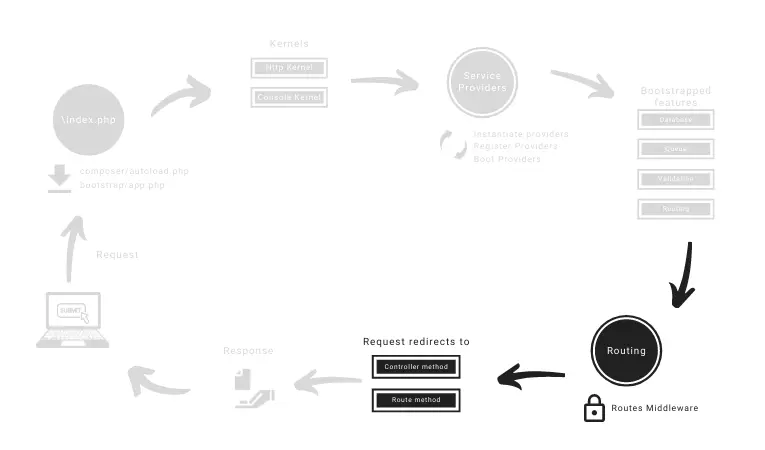 Kernels
Http Kernel
Console Kernel
Service
Providers
Instantiate providers
Register Providers
Boot Providers
Bootstrapped
features
Database
Queue
Validation
Routing
\index.php
composer/autoload.php
bootstrap/app.php
Request
SUBMIT
Response
Request redirects to
Controller method
Route method
Routing
Routes Middleware